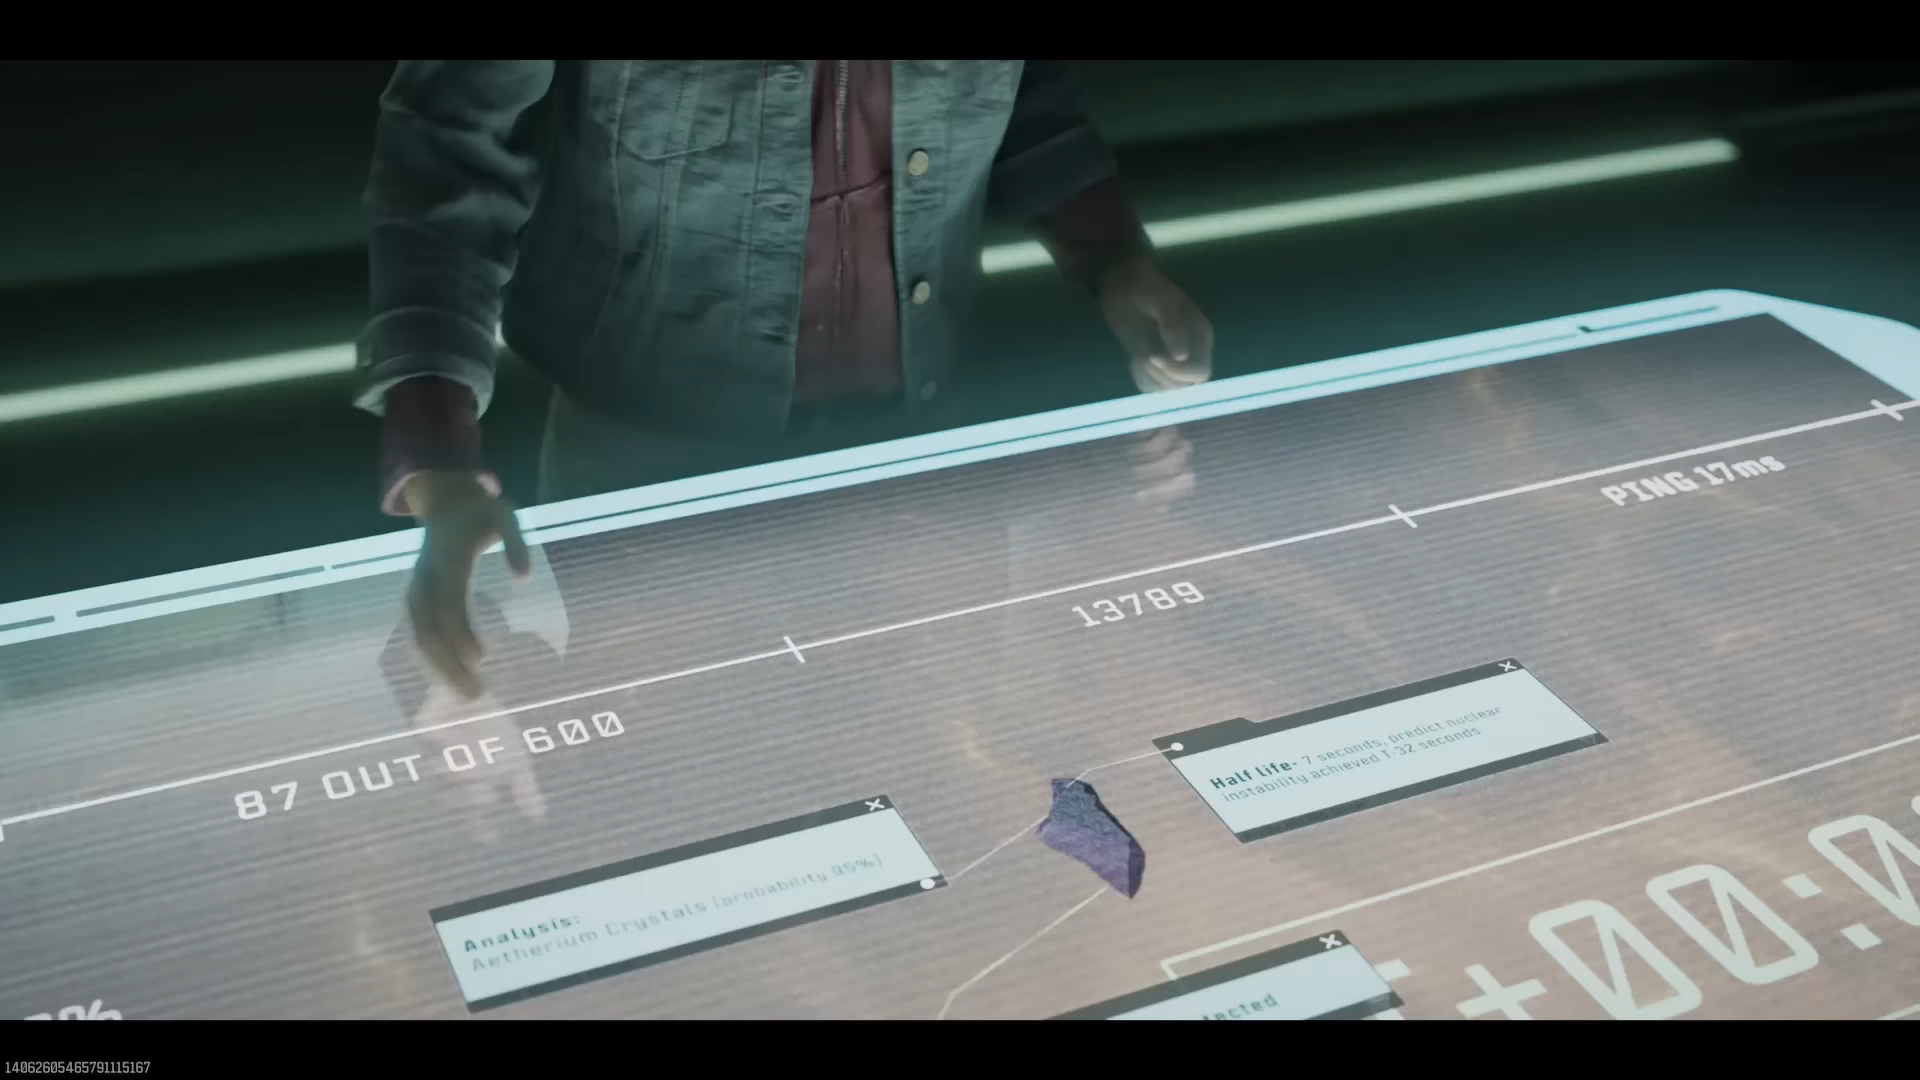 PING 17ms
13789
87 OUT OF 600
Half life- 7 seconds, predict nuclear
instability achieved T-32 seconds
Analysis:
Aetherium Crystals (probability 95%)
+00:0
14062605465791115167